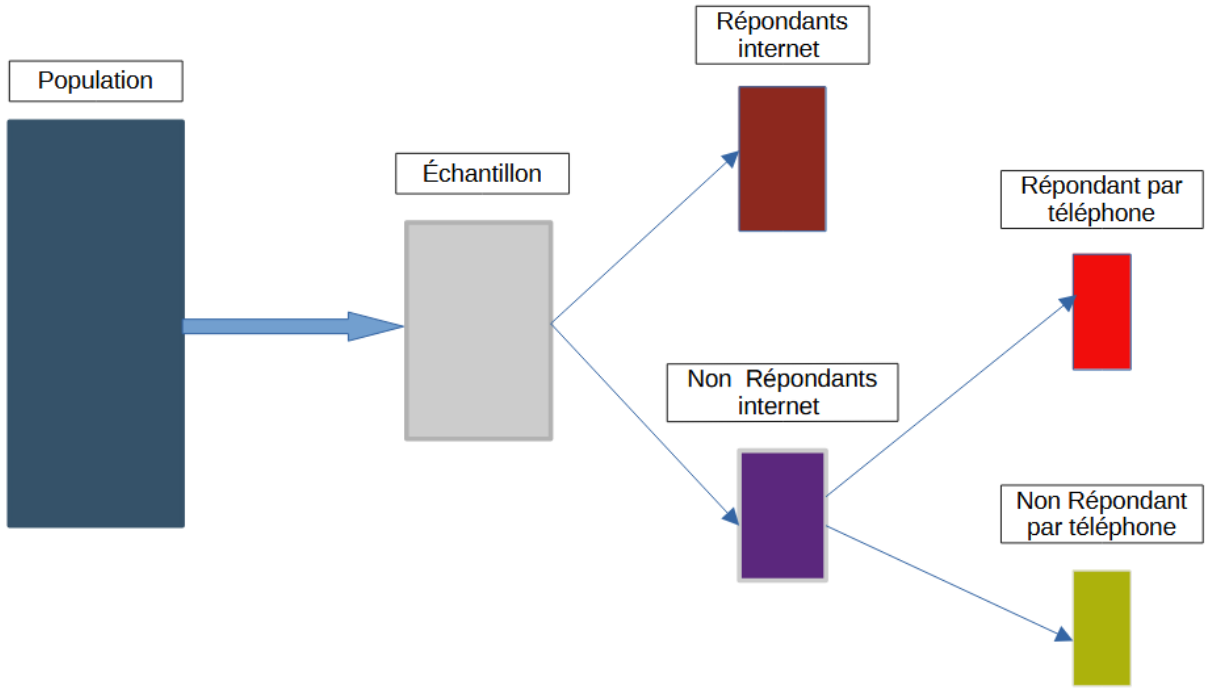 Population
Échantillon
Répondants
internet
Non  Répondants
internet
Répondant par
téléphone
Non Répondant
par téléphone